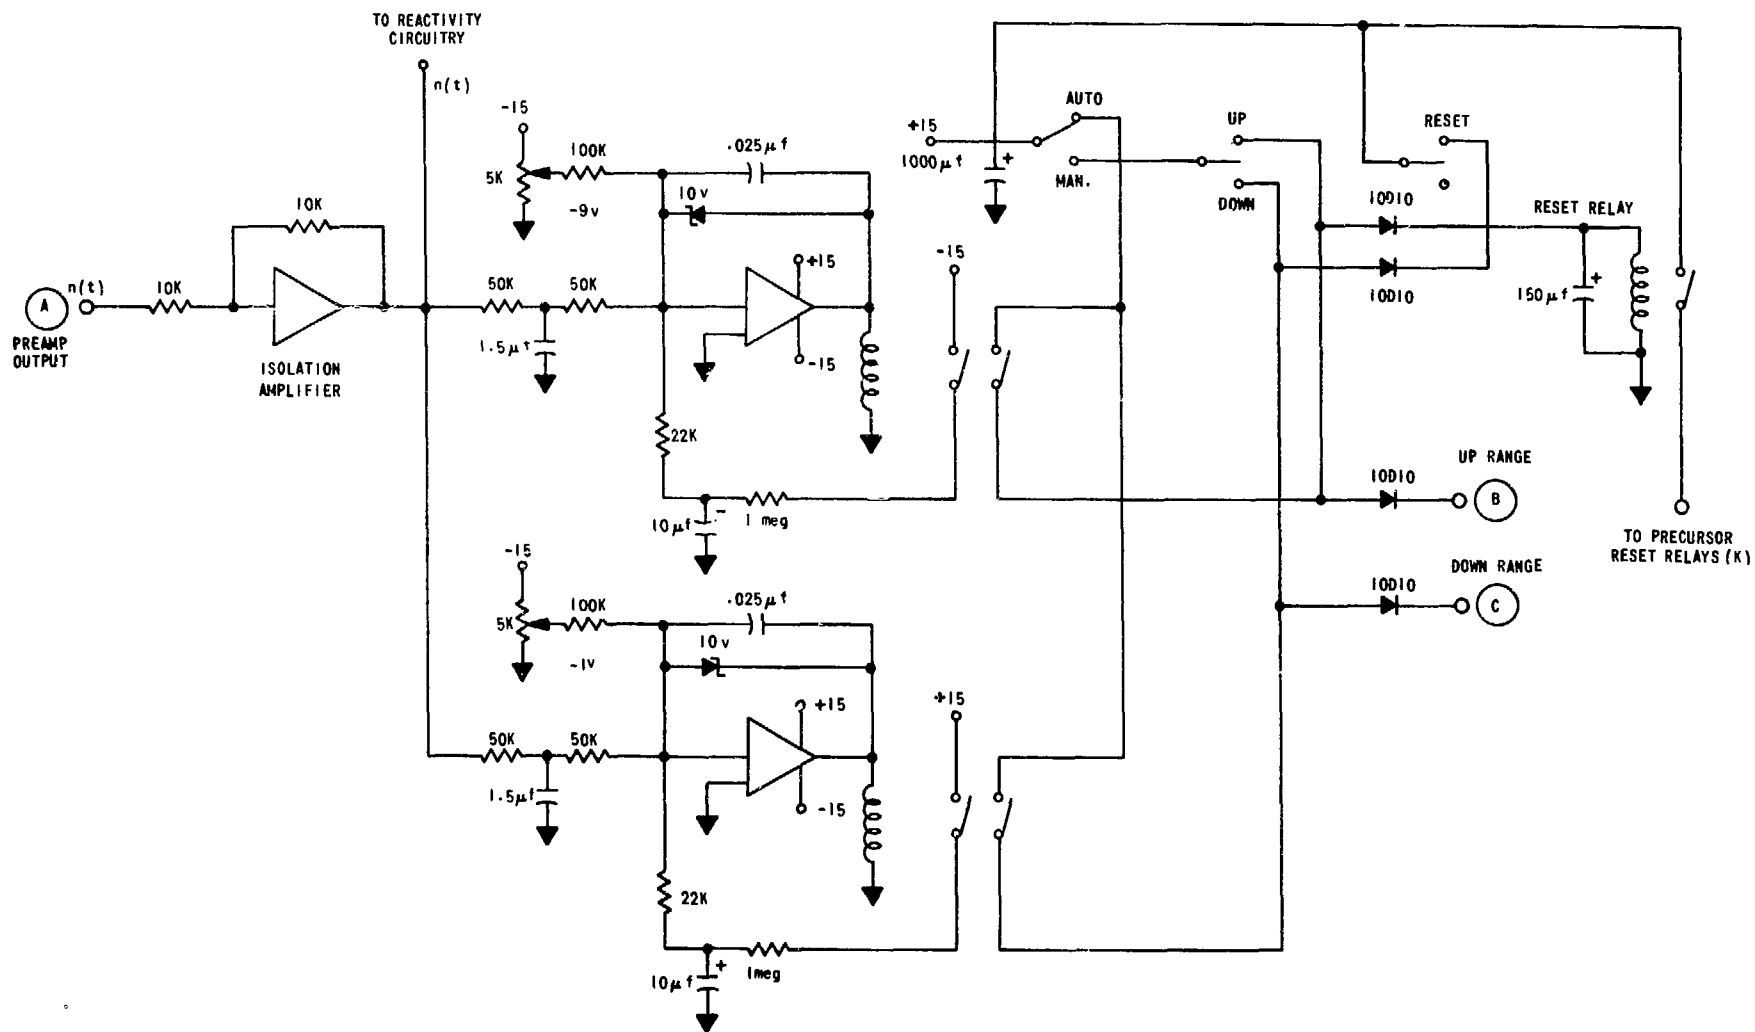 TO REACTIVITY
CIRCUITRY
n(t)
-15
5K
100K
.025μf
-9v
10v
10K
A
n(t)
10K
PREAMP
OUTPUT
ISOLATION
AMPLIFIER
50K
50K
1.5μf
+15
-15
22K
10μf
-
1 meg
-15
5K
100K
.025μf
-1v
10v
50K
50K
1.5μf
+15
-15
22K
10μf
+
1meg
+15
1000μf
+
AUTO
MAN.
UP
DOWN
RESET
-15
10D10
10D10
RESET RELAY
150μf
+
10D10
UP RANGE
B
TO PRECURSOR
RESET RELAYS (K)
DOWN RANGE
10D10
C
+15